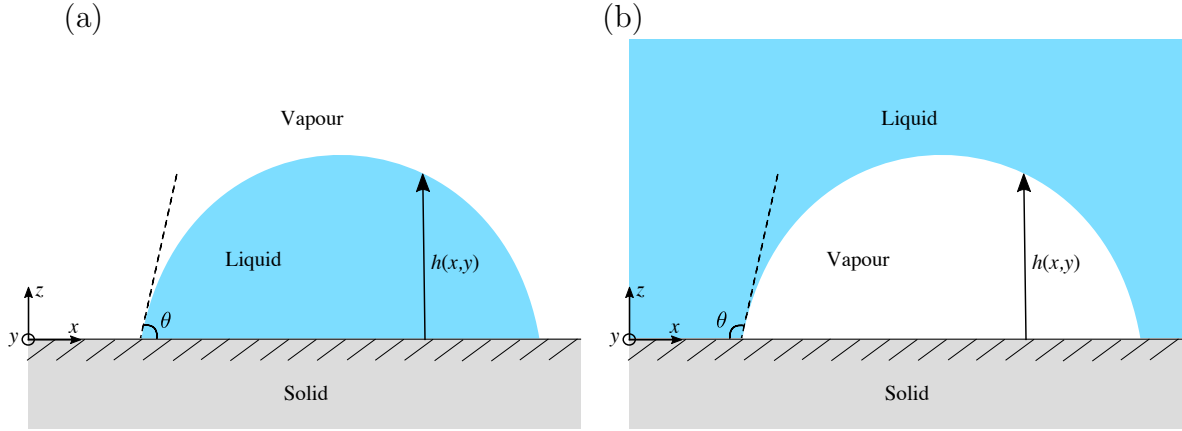 (a)
Vapour
Liquid
h(x,y)
z
y
x
θ
Solid
(b)
Liquid
Vapour
h(x,y)
z
y
x
θ
Solid